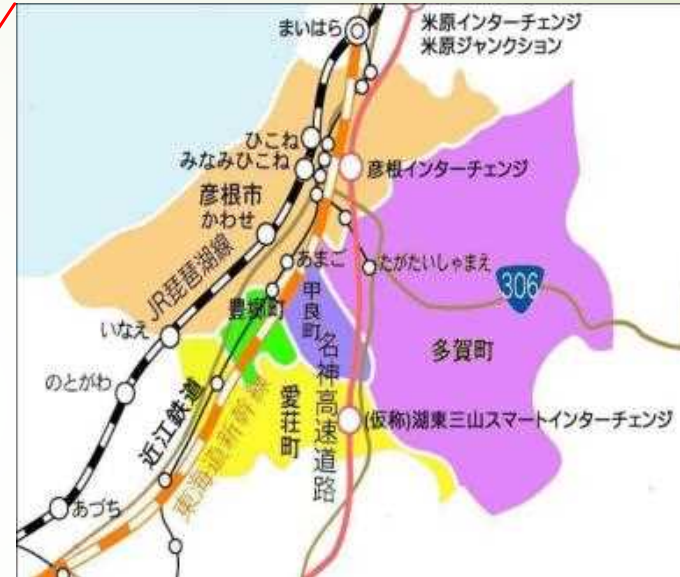 まいはら
米原インターチェンジ
米原ジャンクション
ひこね
みなみひこね
彦根インターチェンジ
彦根市
かわせ
JR琵琶湖線
あまご
たがたいしゃまえ
306
甲良町
豊郷町
いなえ
多賀町
のとがわ
近江鉄道
東海道新幹線
愛荘町
名神高速道路
(仮称)湖東三山スマートインターチェンジ
あづち